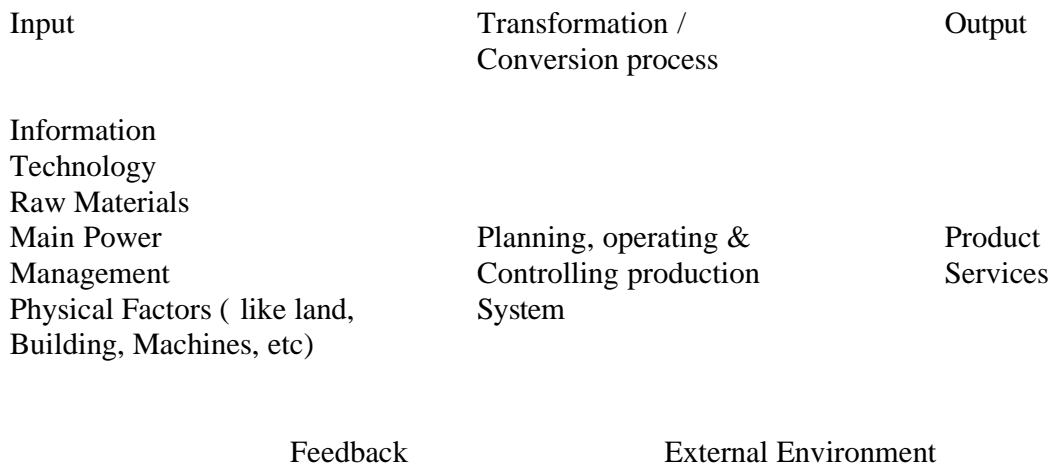 Input Transformation / Output
Conversion process
Information
Technology
Raw Materials
Main Power Planning, operating & Product
Management Controlling production Services
Physical Factors ( like land, System
Building, Machines, etc)
Feedback External Environment